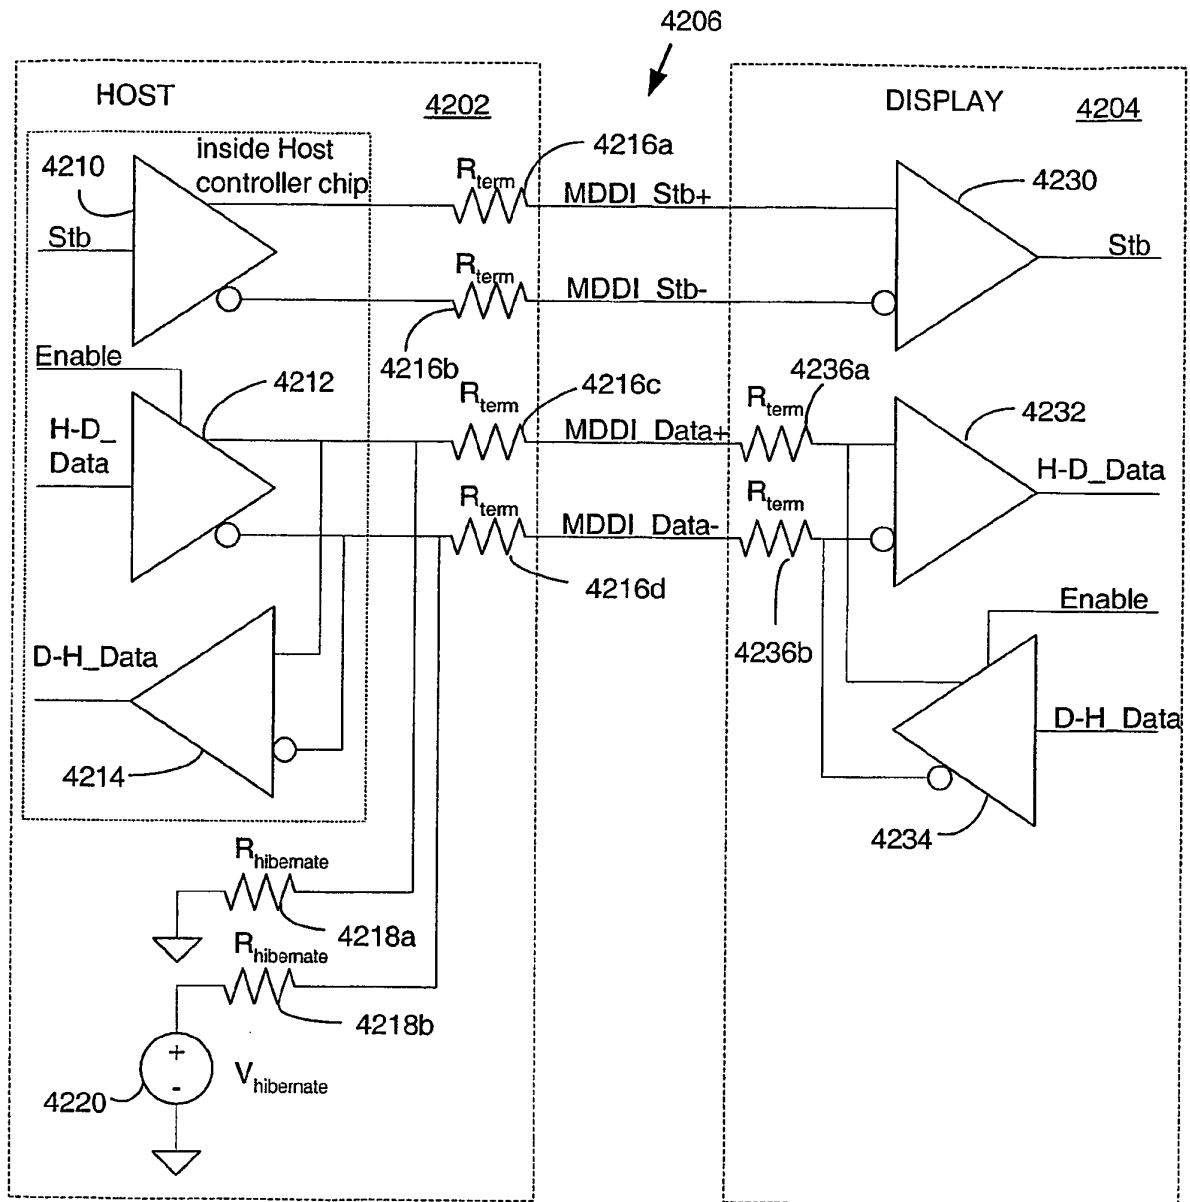 4206
HOST
4202
DISPLAY
4204
4210
inside Host
controller chip
Rterm
4216a
MDDI_Stb+
4230
Stb
Stb
Rterm
MDDI_Stb-
4216b
Enable
4212
Rterm
4216c
MDDI_Data+
Rterm
4236a
4232
H-D_
Data
H-D_Data
Rterm
MDDI_Data-
Rterm
4216d
4236b
Enable
D-H_Data
D-H_Data
4214
4234
Rhibernate
4218a
Rhibernate
4218b
+
-
Vhibernate
4220